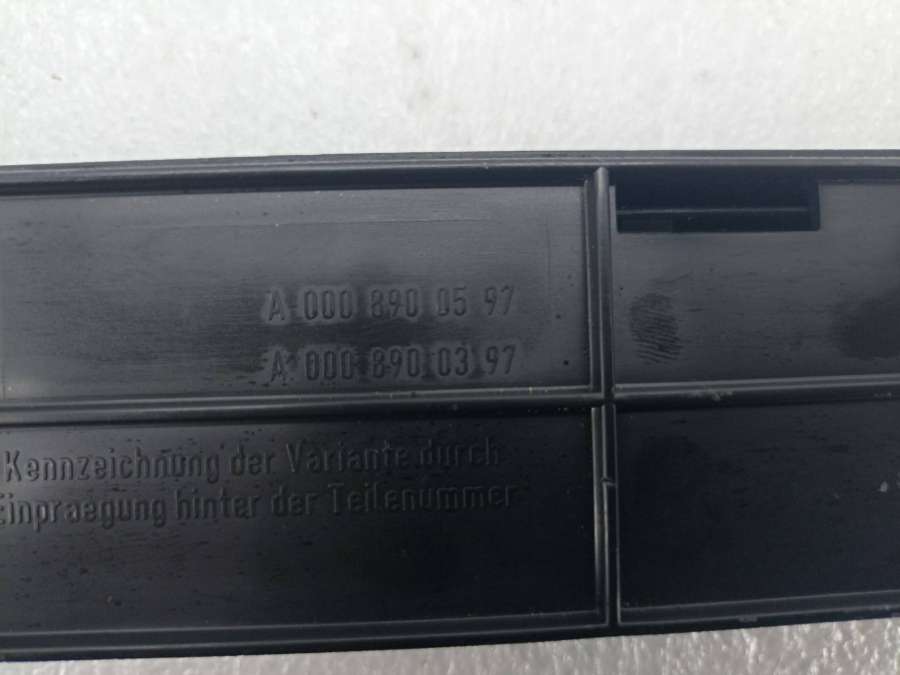 A 000 890 05 97
A 000 890 03 97
Kennzeichnung der Variante durch
Einpraegung hinter der Teilenummer